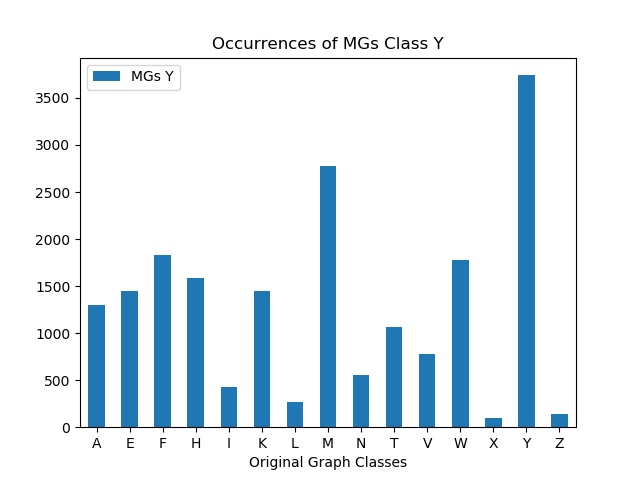 Occurrences of MGs Class Y
MGs Y
3500
3000
2500
2000
1500
1000
500
0
A E F H I K L M N T V W X Y Z
Original Graph Classes